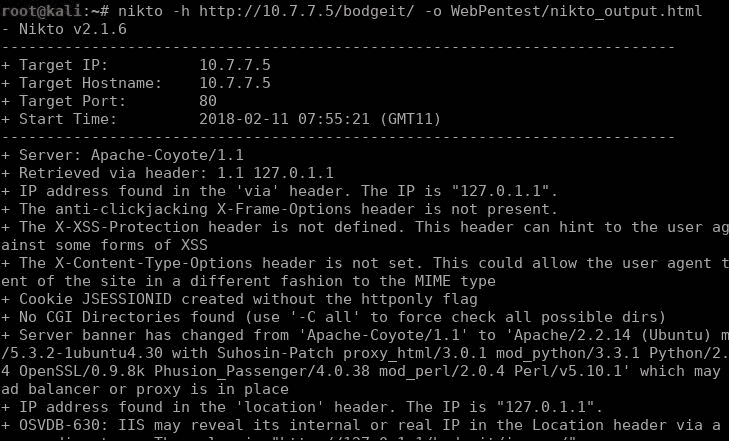 root@kali:~# nikto -h http://10.7.7.5/bodgeit/ -o WebPentest/nikto_output.html
- Nikto v2.1.6
---------------------------------------------------------------------------
+ Target IP:          10.7.7.5
+ Target Hostname:    10.7.7.5
+ Target Port:        80
+ Start Time:         2018-02-11 07:55:21 (GMT11)
---------------------------------------------------------------------------
+ Server: Apache-Coyote/1.1
+ Retrieved via header: 1.1 127.0.1.1
+ IP address found in the 'via' header. The IP is "127.0.1.1".
+ The anti-clickjacking X-Frame-Options header is not present.
+ The X-XSS-Protection header is not defined. This header can hint to the user ag
ainst some forms of XSS
+ The X-Content-Type-Options header is not set. This could allow the user agent t
ent of the site in a different fashion to the MIME type
+ Cookie JSESSIONID created without the httponly flag
+ No CGI Directories found (use '-C all' to force check all possible dirs)
+ Server banner has changed from 'Apache-Coyote/1.1' to 'Apache/2.2.14 (Ubuntu) m
/5.3.2-1ubuntu4.30 with Suhosin-Patch proxy_html/3.0.1 mod_python/3.3.1 Python/2.
4 OpenSSL/0.9.8k Phusion_Passenger/4.0.38 mod_perl/2.0.4 Perl/v5.10.1' which may
ad balancer or proxy is in place
+ IP address found in the 'location' header. The IP is "127.0.1.1".
+ OSVDB-630: IIS may reveal its internal or real IP in the Location header via a